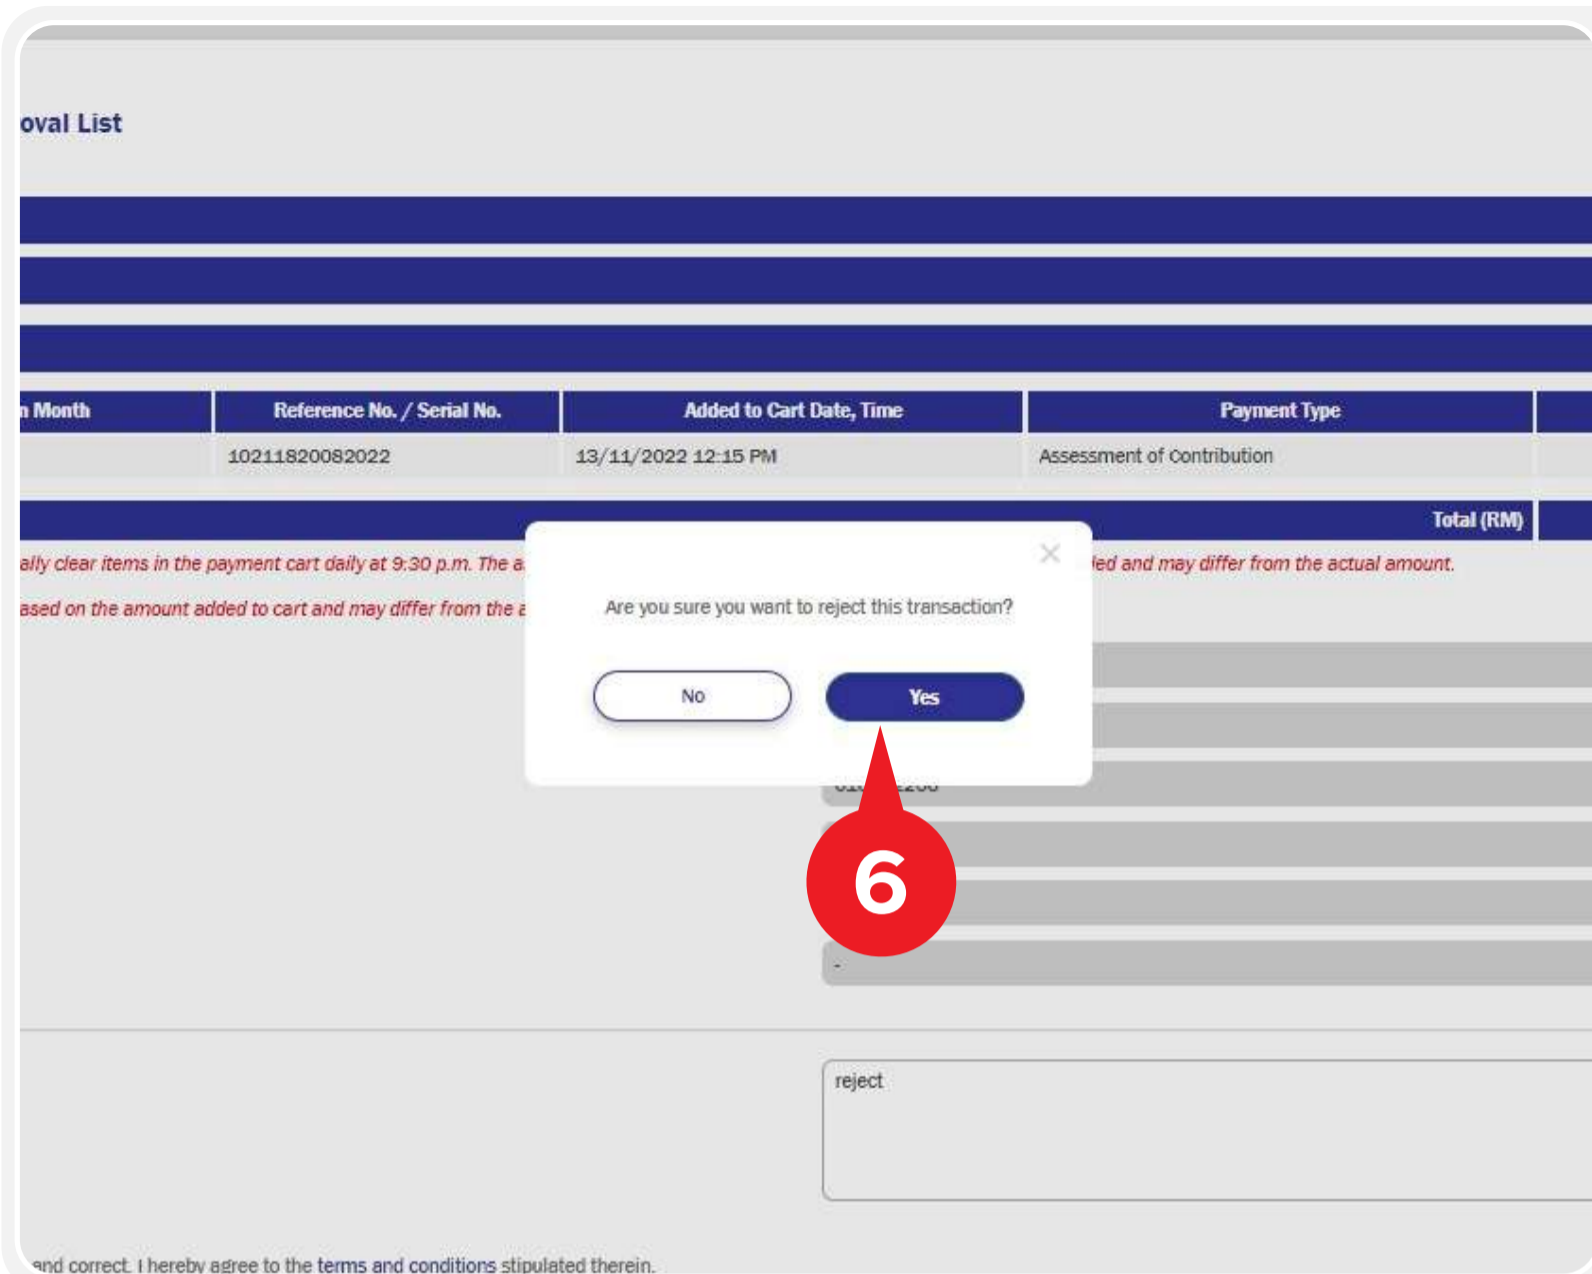 oval List
n Month Reference No. / Serial No. Added to Cart Date, Time Payment Type
10211820082022 13/11/2022 12:15 PM Assessment of Contribution
Total (RM)
ally clear items in the payment cart daily at 9:30 p.m. The a ed and may differ from the actual amount.
ased on the amount added to cart and may differ from the a
×
Are you sure you want to reject this transaction?
No Yes
6
-
reject
and correct. I hereby agree to the terms and conditions stipulated therein.